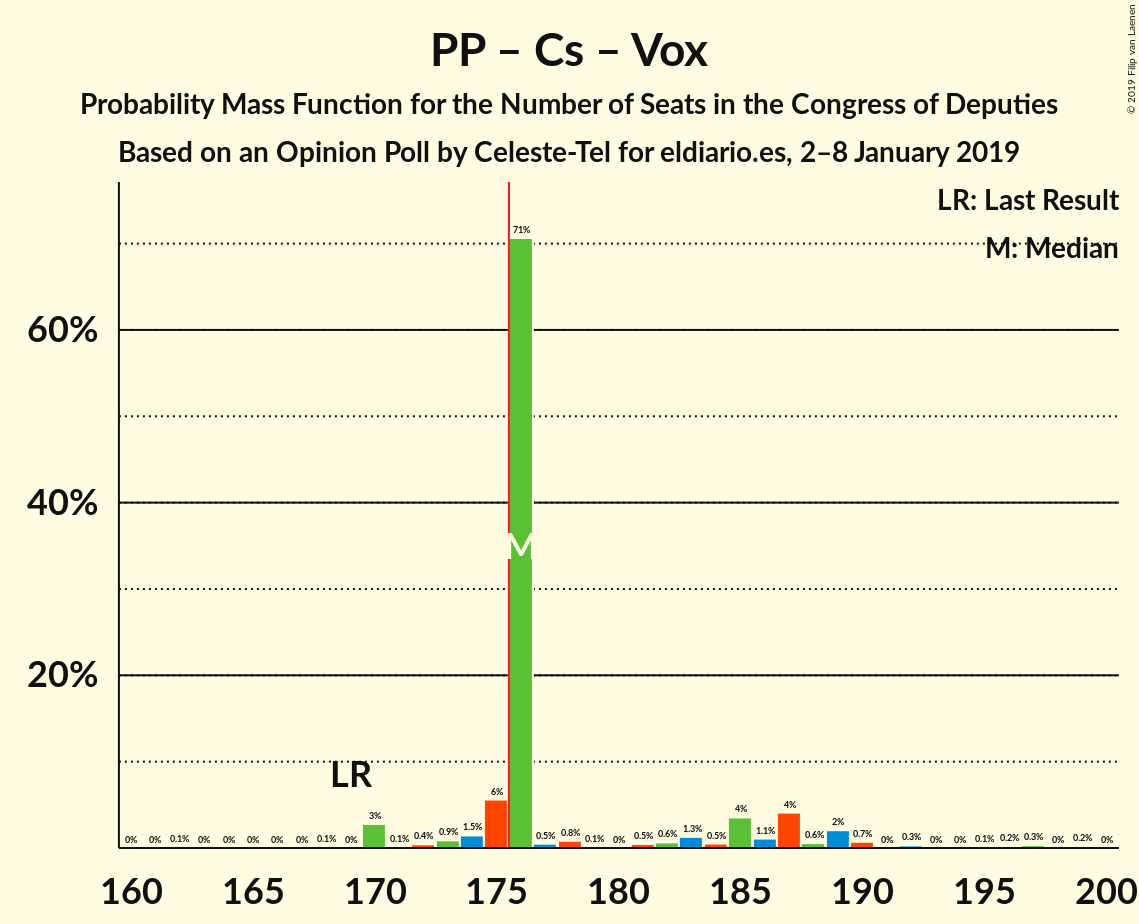 PP – Cs – Vox
Probability Mass Function for the Number of Seats in the Congress of Deputies
Based on an Opinion Poll by Celeste-Tel for eldiario.es, 2–8 January 2019
© 2019 Filip van Laenen
LR: Last Result
M: Median
60%
40%
20%
71%
M
LR
0% 0% 0.1% 0% 0% 0% 0% 0% 0.1% 0% 3% 0.1% 0.4% 0.9% 1.5% 6% 0.5% 0.8% 0.1% 0% 0.5% 0.6% 1.3% 0.5% 4% 1.1% 4% 0.6% 2% 0.7% 0% 0.3% 0% 0% 0.1% 0.2% 0.3% 0% 0.2% 0%
160 165 170 175 180 185 190 195 200